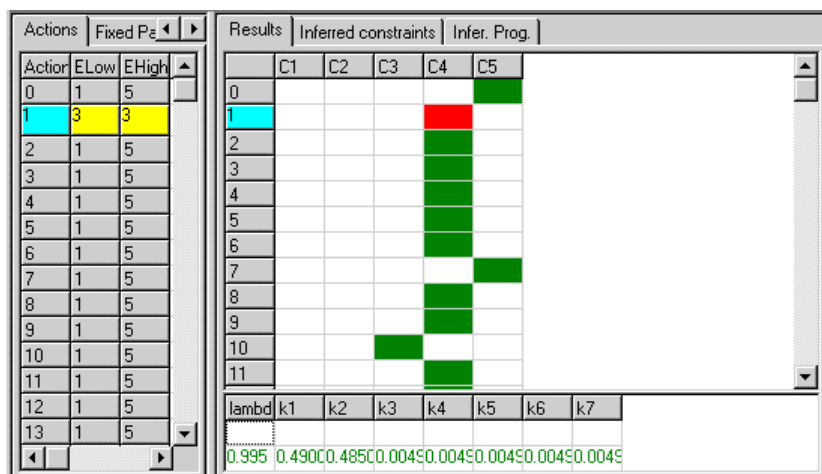 Actions Fixed Pa
Action ELow EHigh
0 1 5
1 3 3
2 1 5
3 1 5
4 1 5
5 1 5
6 1 5
7 1 5
8 1 5
9 1 5
10 1 5
11 1 5
12 1 5
13 1 5
Results Inferred constraints Infer. Prog.
C1 C2 C3 C4 C5
0
1
2
3
4
5
6
7
8
9
10
11
lambd k1 k2 k3 k4 k5 k6 k7
0.995 0.4900 0.4850 0.0049 0.0049 0.0049 0.0049 0.0049